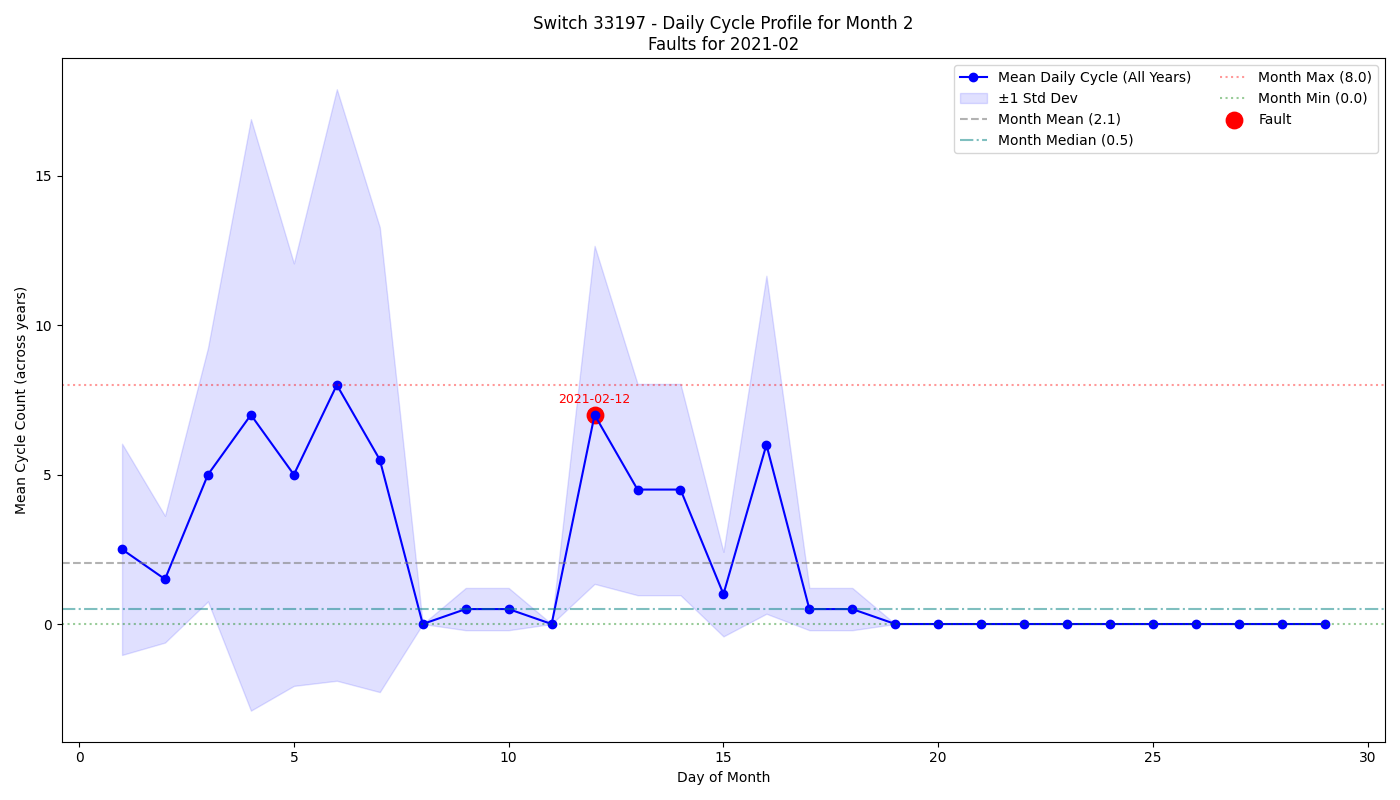 Switch 33197 - Daily Cycle Profile for Month 2
Faults for 2021-02
Mean Daily Cycle (All Years)
±1 Std Dev
Month Mean (2.1)
Month Median (0.5)
Month Max (8.0)
Month Min (0.0)
Fault
Mean Cycle Count (across years)
15
10
5
0
2021-02-12
0
5
10
15
20
25
30
Day of Month